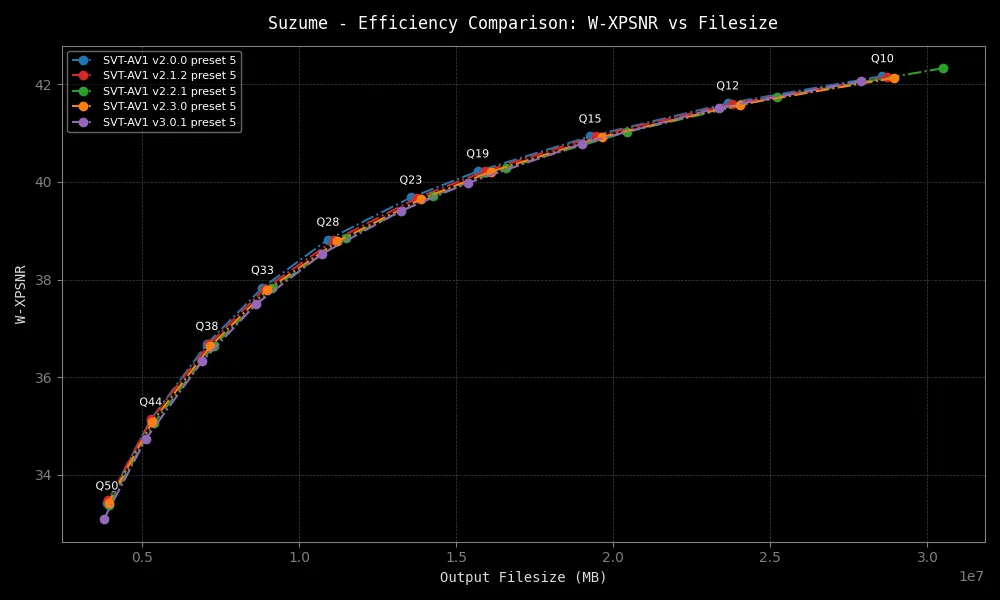 Suzume - Efficiency Comparison: W-XPSNR vs Filesize
SVT-AV1 v2.0.0 preset 5
SVT-AV1 v2.1.2 preset 5
SVT-AV1 v2.2.1 preset 5
SVT-AV1 v2.3.0 preset 5
SVT-AV1 v3.0.1 preset 5
Q10
Q12
Q15
Q19
Q23
Q28
Q33
Q38
Q44
Q50
W-XPSNR
42
40
38
36
34
0.5
1.0
1.5
2.0
2.5
3.0
1e7
Output Filesize (MB)